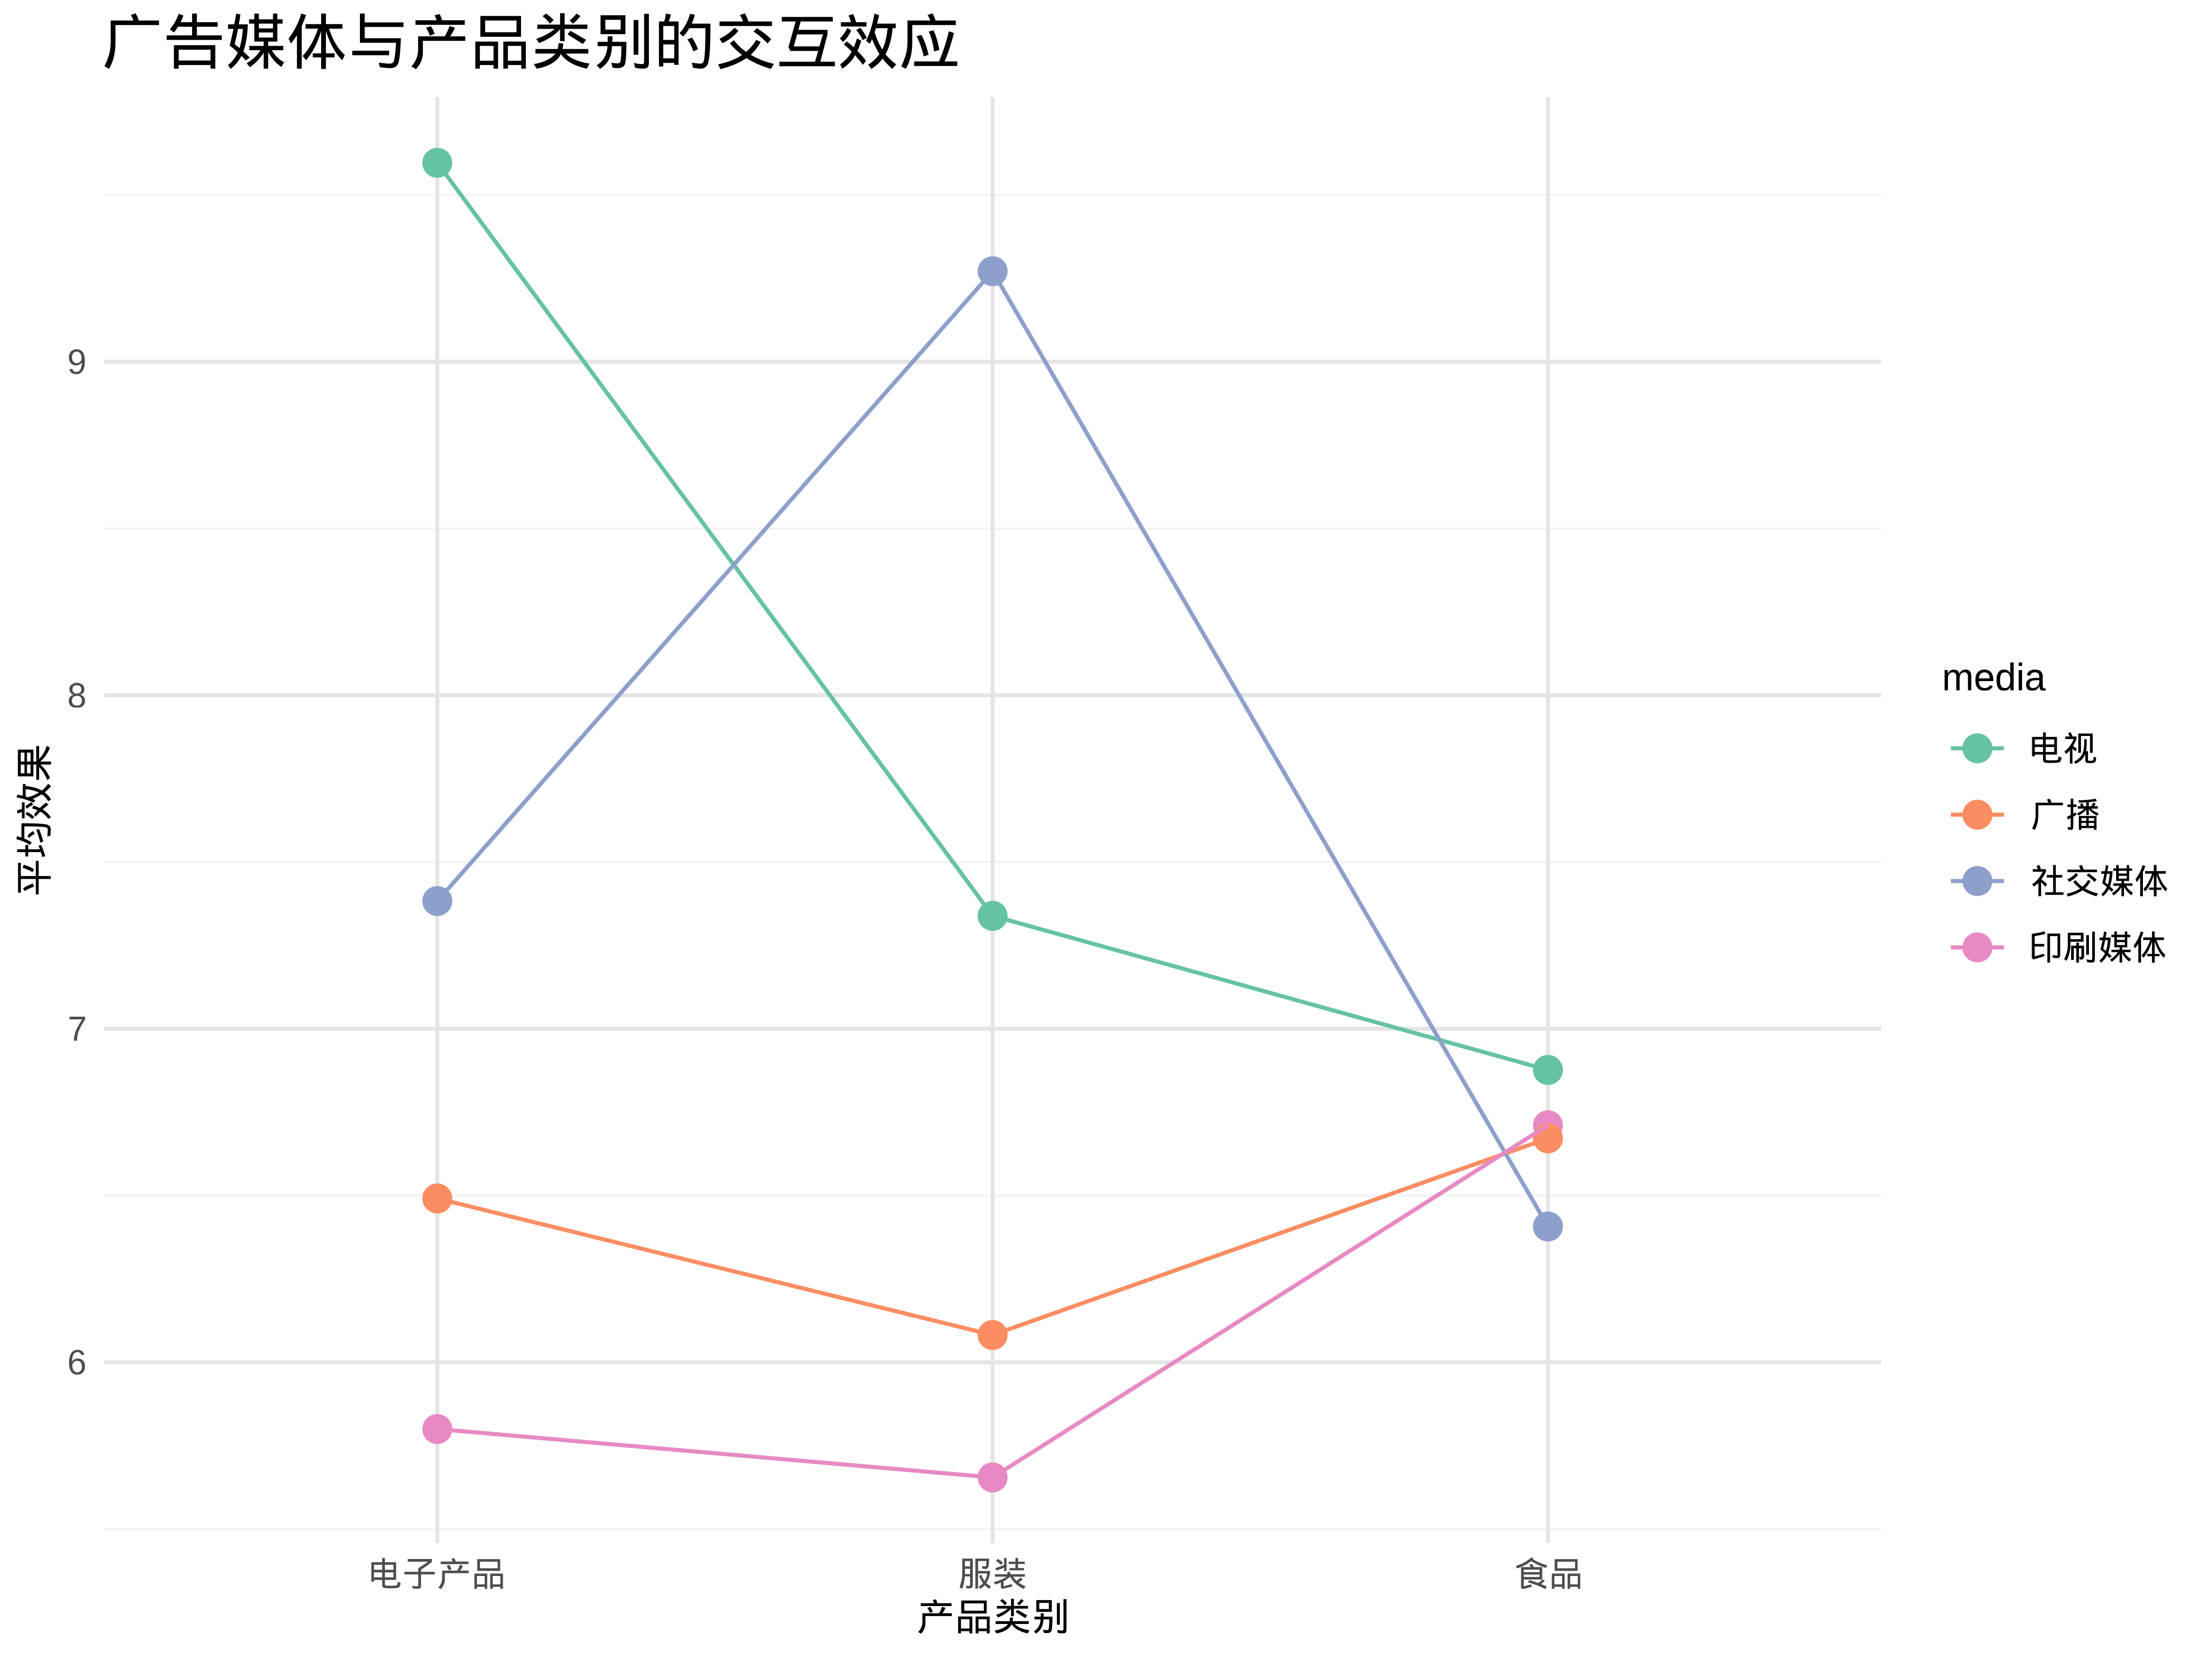 广告媒体与产品类别的交互效应
平均效果
9
8
7
6
电子产品
服装
食品
产品类别
media
电视
广播
社交媒体
印刷媒体